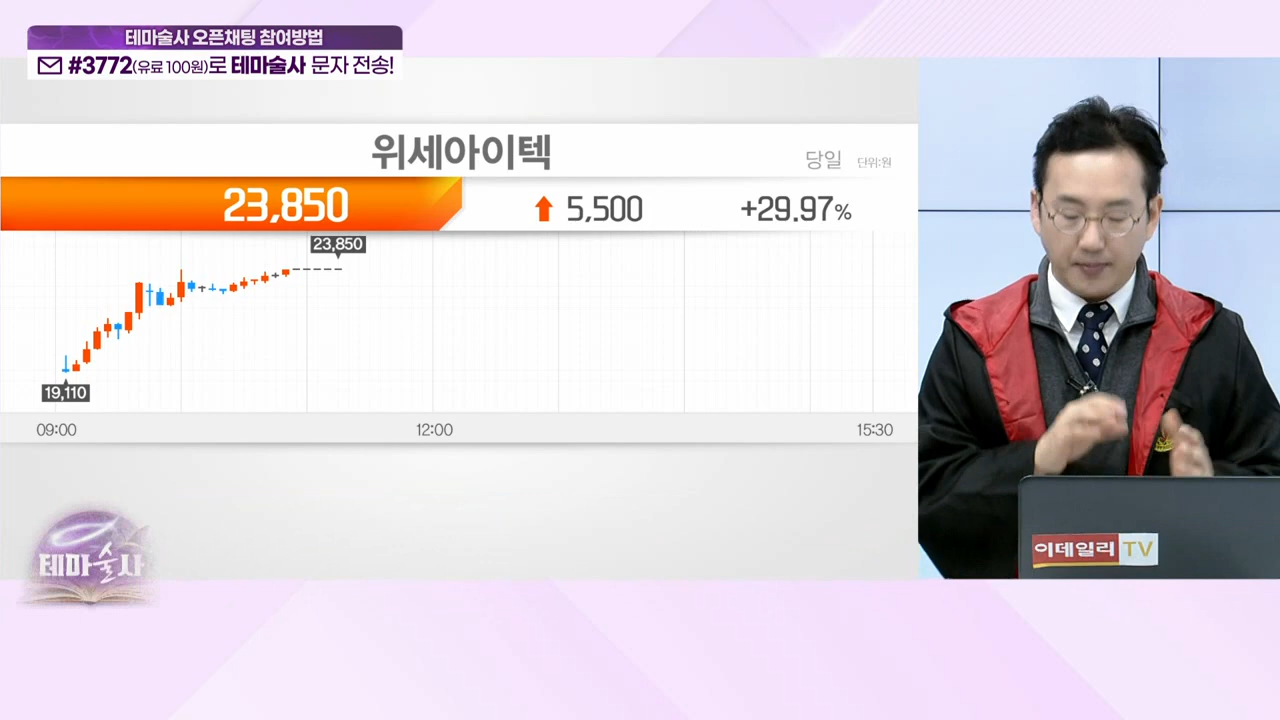 테마술사 오픈채팅 참여방법
#3772(유료 100원)로 테마술사 문자 전송!
위세아이텍
당일 단위:원
23,850 5,500 +29.97%
23,850
19,110
09:00 12:00 15:30
테마술사
이데일리 TV